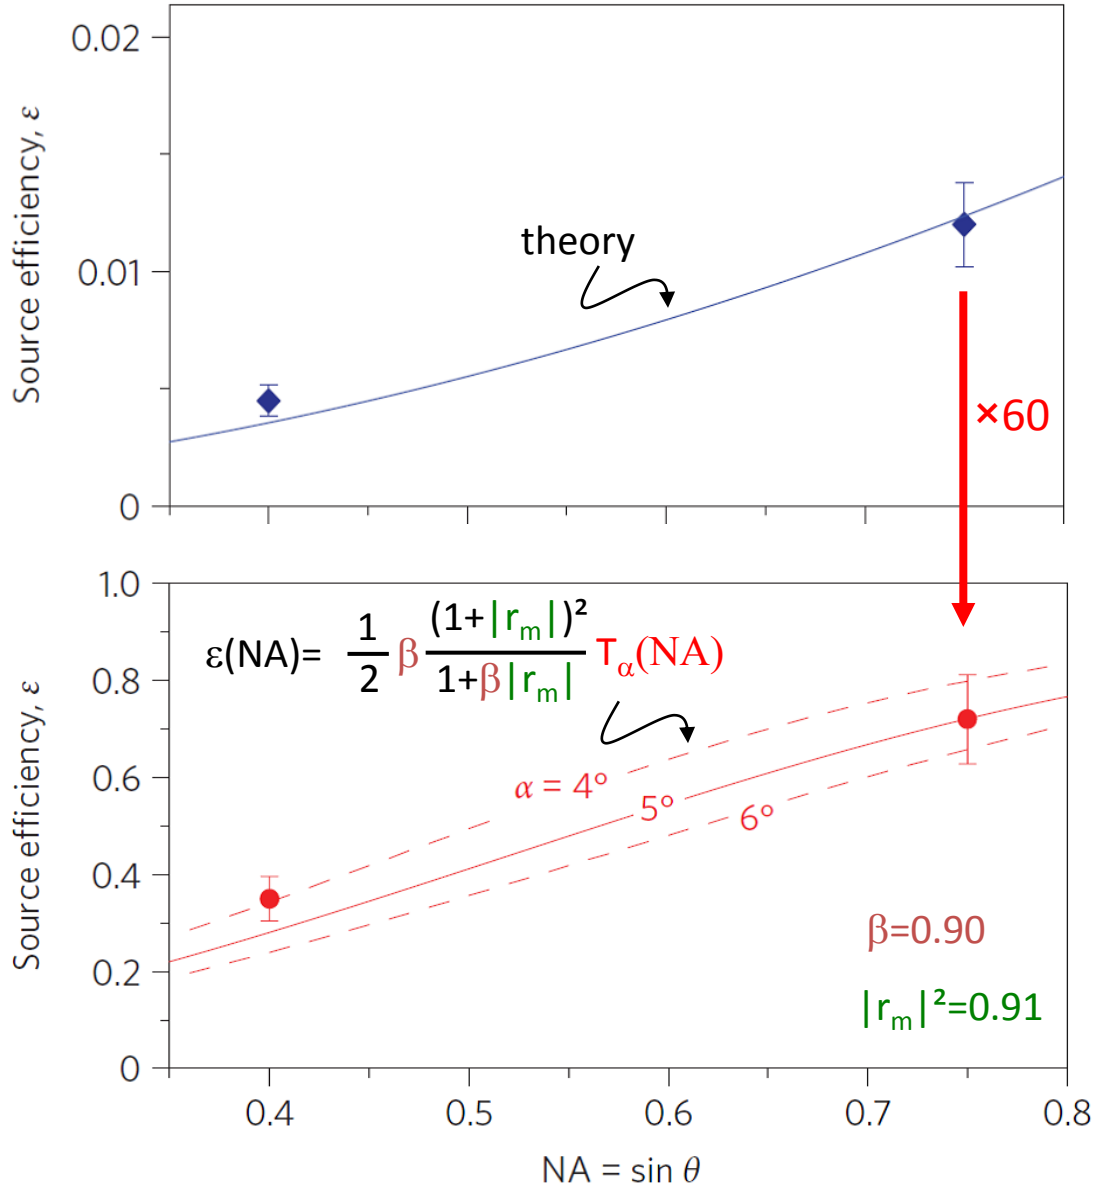 0.02
Source efficiency, ε
theory
0.01
×60
0
1.0
ε(NA)= 1/2 β (1+|rₘ|)² / 1+β|rₘ| Tα(NA)
0.8
α = 4°
5°
6°
0.6
Source efficiency, ε
0.4
β=0.90
0.2
|rₘ|²=0.91
0
0.4 0.5 0.6 0.7 0.8
NA = sin θ